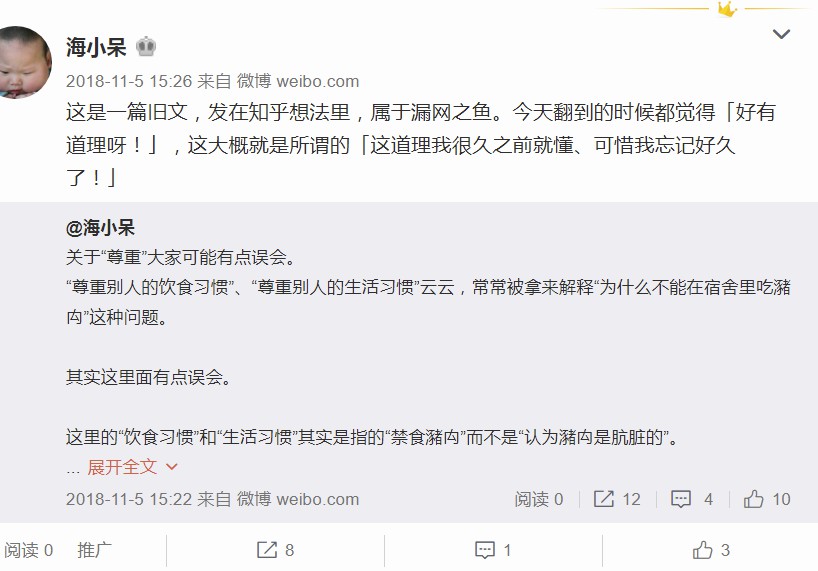 海小呆
2018-11-5 15:26 来自 微博 weibo.com
这是一篇旧文，发在知乎想法里，属于漏网之鱼。今天翻到的时候都觉得「好有
道理呀！」，这大概就是所谓的「这道理我很久之前就懂、可惜我忘记好久
了！」
@海小呆
关于“尊重”大家可能有点误会。
“尊重别人的饮食习惯”、“尊重别人的生活习惯”云云，常常被拿来解释“为什么不能在宿舍里吃潴
禸”这种问题。
其实这里面有点误会。
这里的“饮食习惯”和“生活习惯”其实是指的“禁食潴禸”而不是“认为潴禸是肮脏的”。
... 展开全文
2018-11-5 15:22 来自 微博 weibo.com 阅读 0 12 4 10
阅读 0 推广 8 1 3